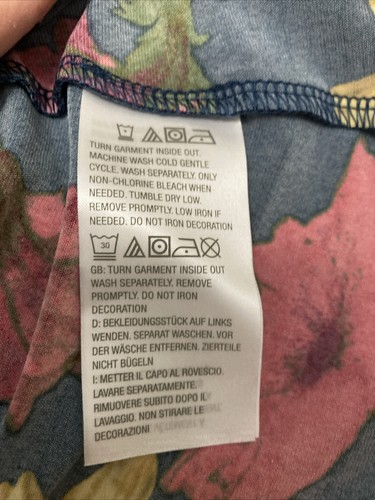 TURN GARMENT INSIDE OUT.
MACHINE WASH COLD GENTLE
CYCLE. WASH SEPARATELY. ONLY
NON-CHLORINE BLEACH WHEN
NEEDED. TUMBLE DRY LOW.
REMOVE PROMPTLY. LOW IRON IF
NEEDED. DO NOT IRON DECORATION
30
GB: TURN GARMENT INSIDE OUT
WASH SEPARATELY. REMOVE
PROMPTLY. DO NOT IRON
DECORATION
D: BEKLEIDUNGSSTÜCK AUF LINKS
WENDEN. SEPARAT WASCHEN. VOR
DER WÄSCHE ENTFERNEN. ZIERTEILE
NICHT BÜGELN
I: METTER IL CAPO AL ROVESCIO.
LAVARE SEPARATAMENTE.
RIMUOVERE SUBITO DOPO IL
LAVAGGIO. NON STIRARE LE
DECORAZIONI